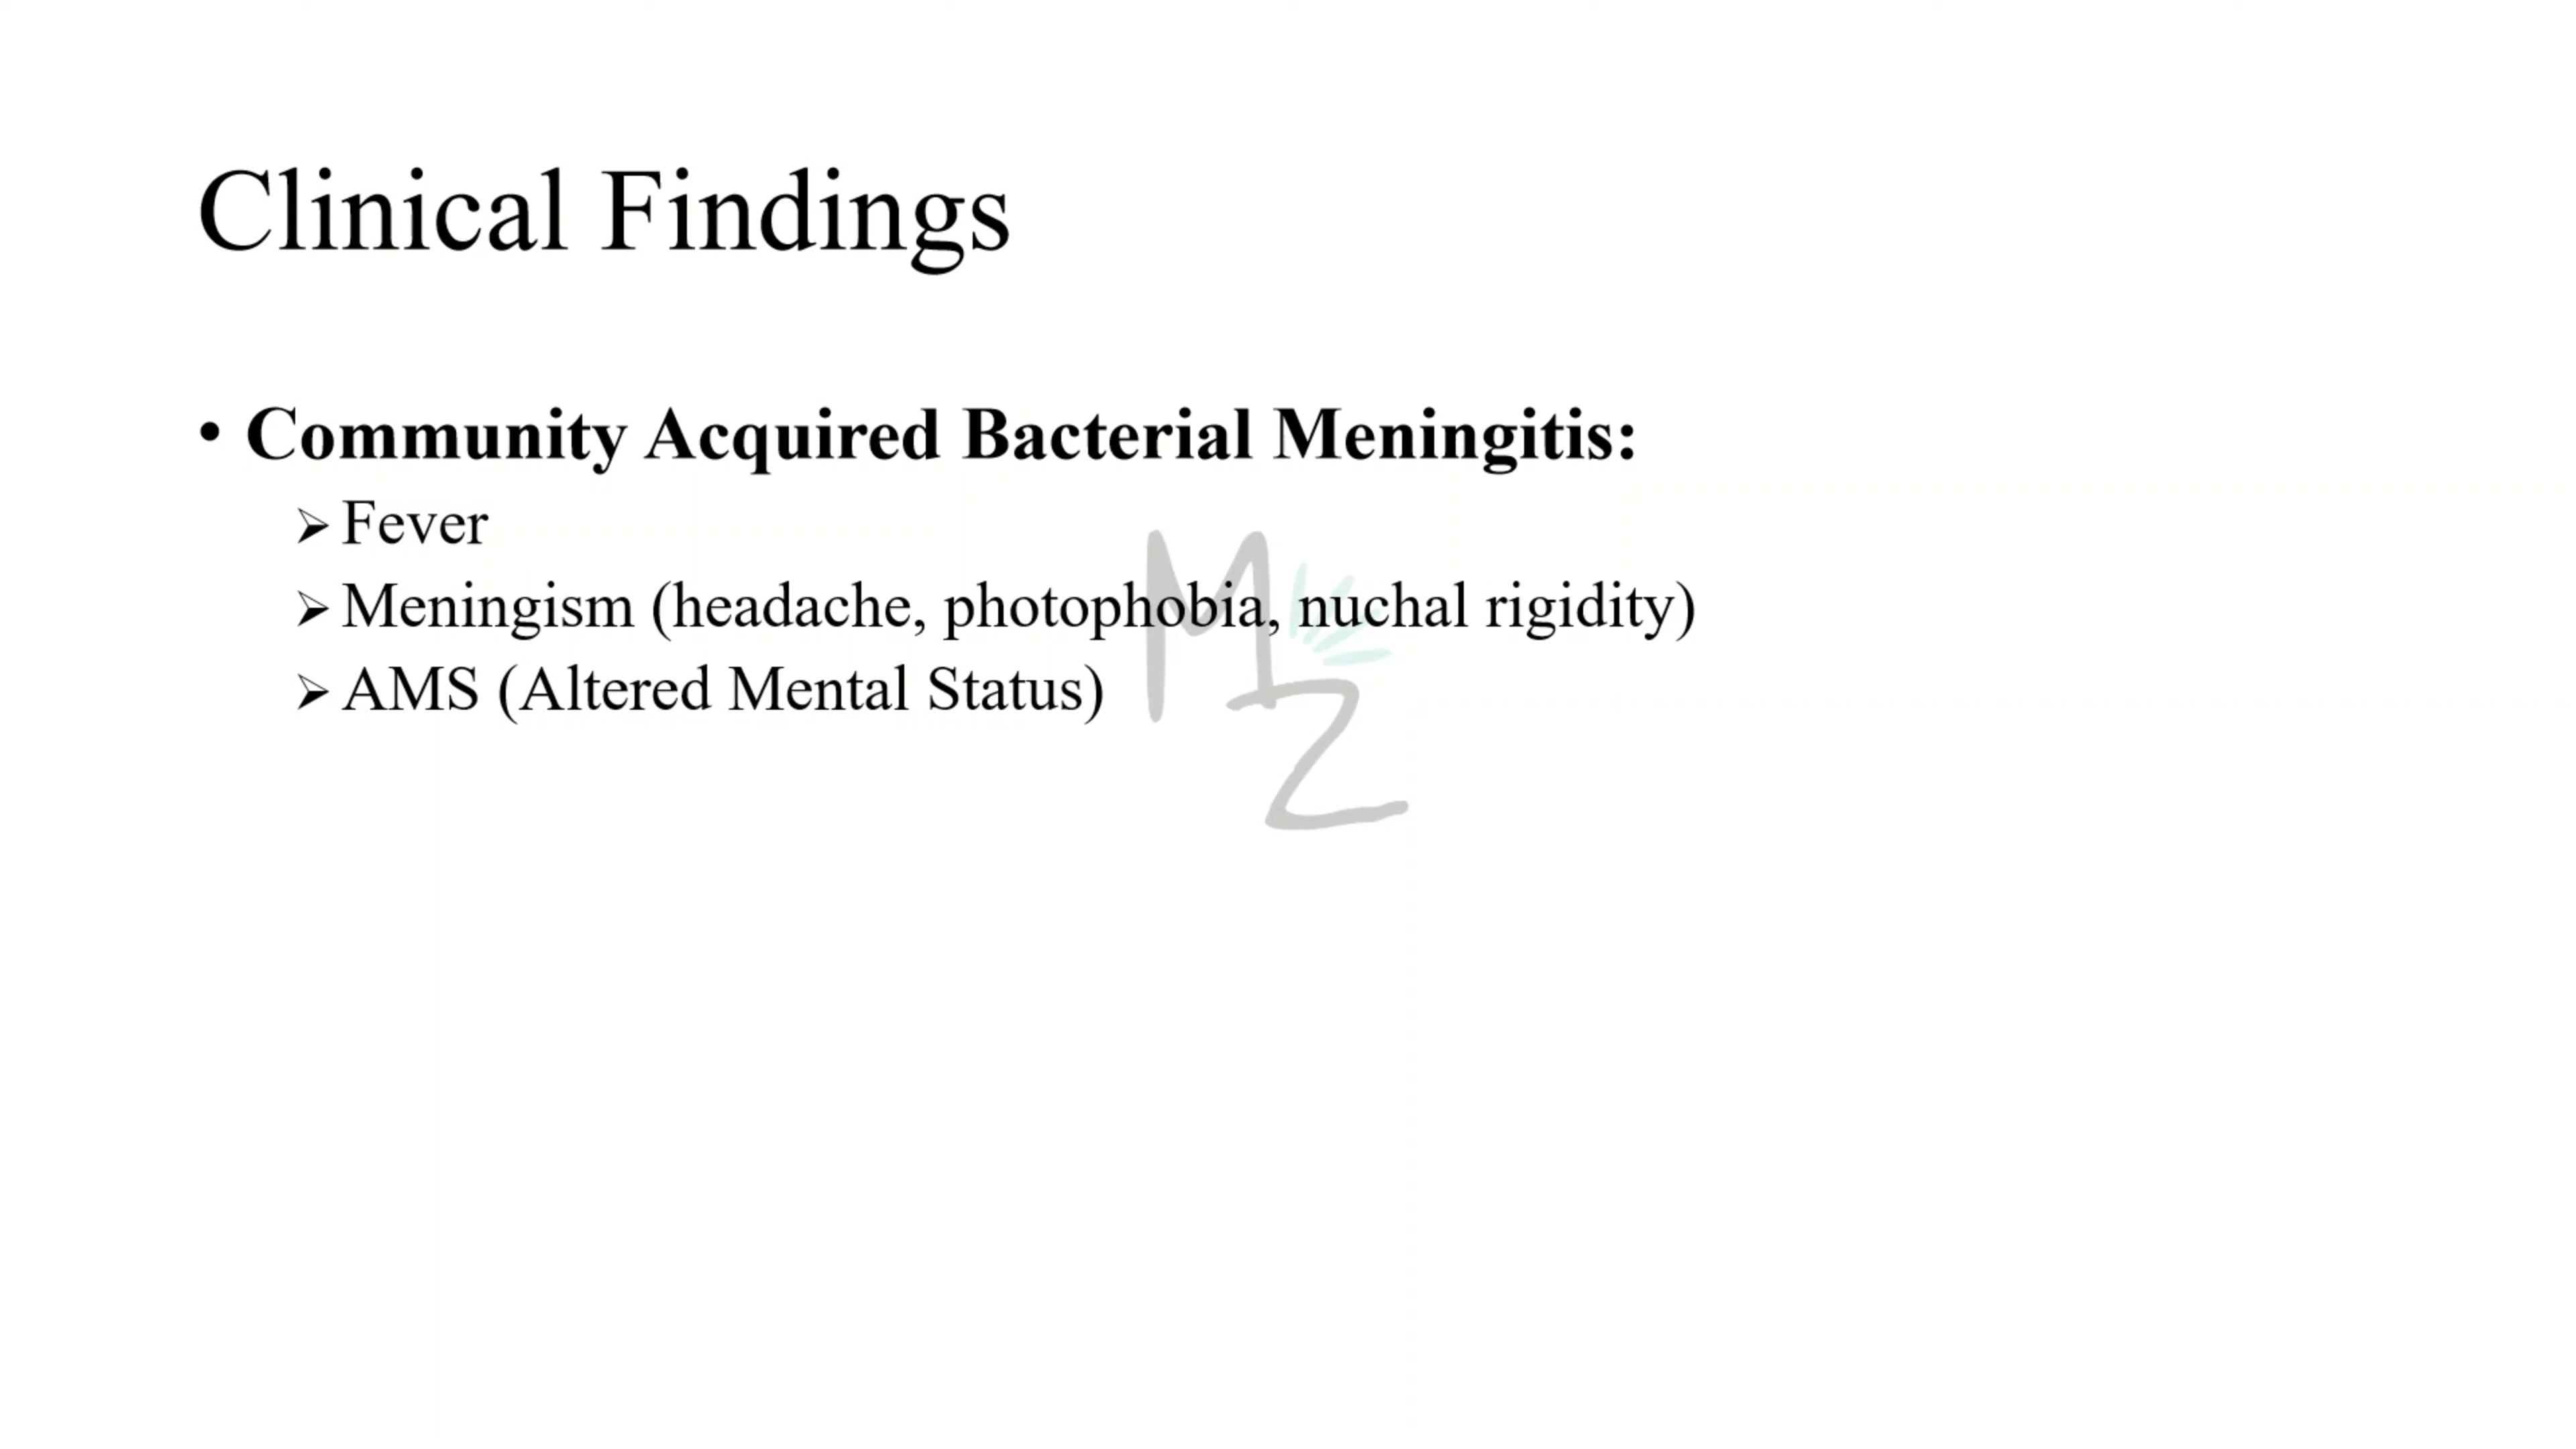 Clinical Findings
• Community Acquired Bacterial Meningitis:
➢ Fever
➢ Meningism (headache, photophobia, nuchal rigidity)
➢ AMS (Altered Mental Status)
M
Z